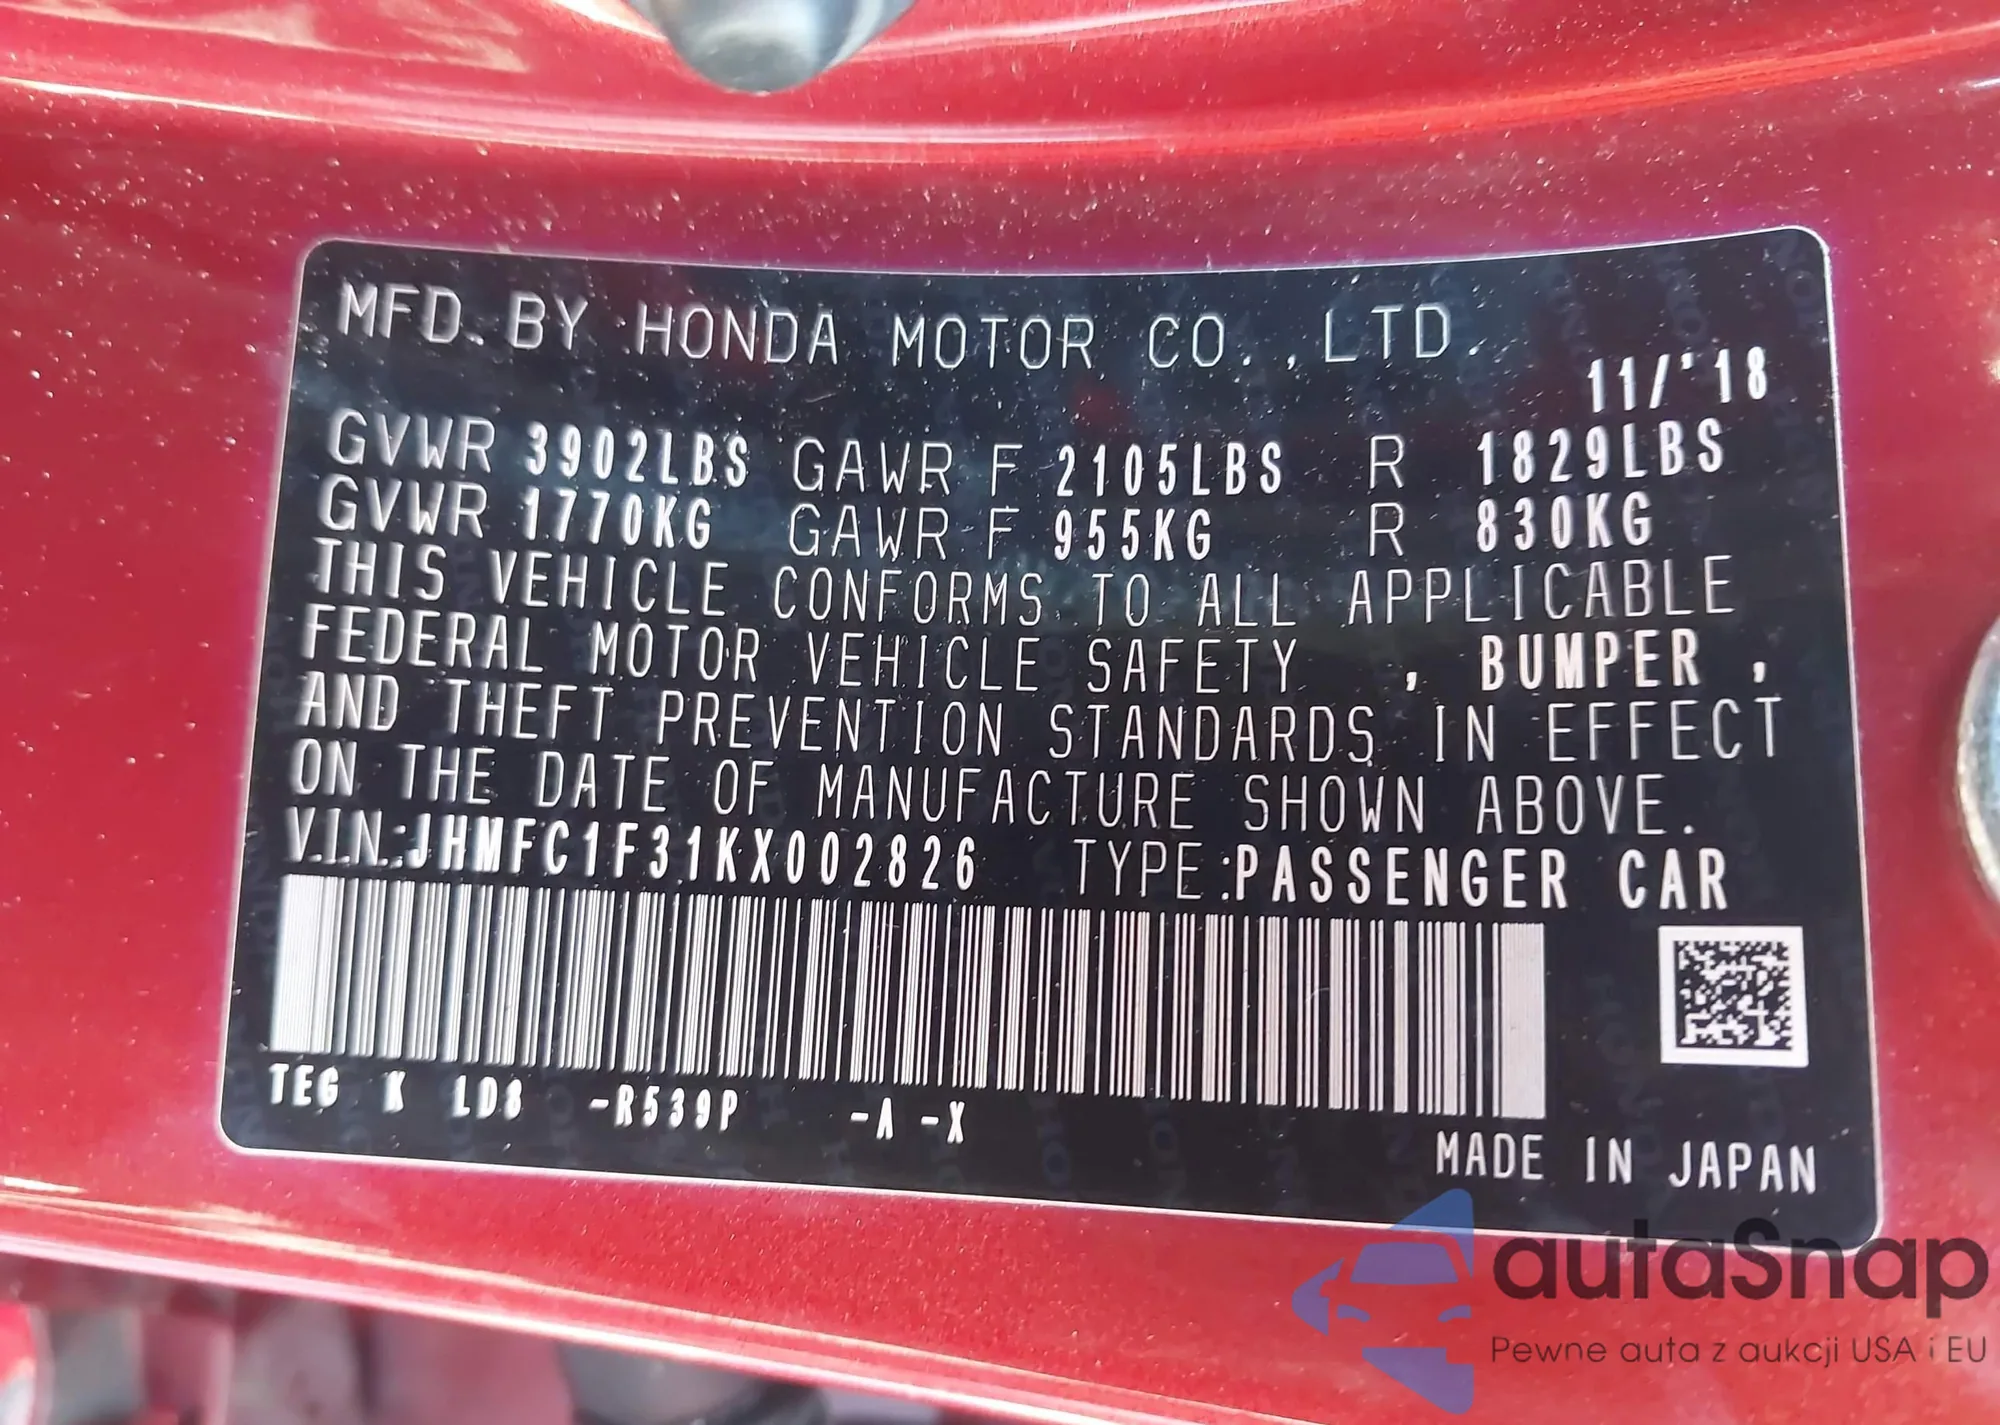 MFD. BY HONDA MOTOR CO., LTD.
11/'18
GVWR 3902LBS GAWR F 2105LBS R 1829LBS
GVWR 1770KG GAWR F 955KG R 830KG
THIS VEHICLE CONFORMS TO ALL APPLICABLE
FEDERAL MOTOR VEHICLE SAFETY , BUMPER ,
AND THEFT PREVENTION STANDARDS IN EFFECT
ON THE DATE OF MANUFACTURE SHOWN ABOVE.
V.I.N.:JHMFC1F31KX002826 TYPE:PASSENGER CAR
TEG K LD8 -R539P -A -X
MADE IN JAPAN
autaSnap
Pewne auta z aukcji USA i EU